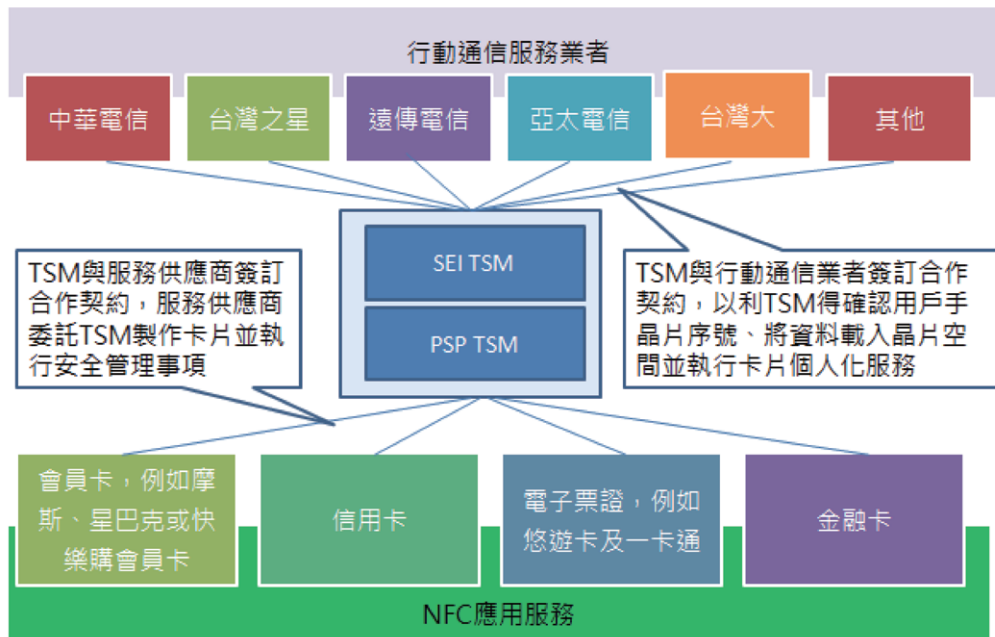 行動通信服務業者
中華電信
台灣之星
遠傳電信
亞太電信
台灣大
其他
SEI TSM
PSP TSM
TSM與服務供應商簽訂
合作契約，服務供應商
委託TSM製作卡片並執
行安全管理事項
TSM與行動通信業者簽訂合作
契約，以利TSM得確認用戶手
晶片序號、將資料載入晶片空
間並執行卡片個人化服務
會員卡，例如摩
斯、星巴克或快
樂購會員卡
信用卡
電子票證，例如
悠遊卡及一卡通
金融卡
NFC應用服務